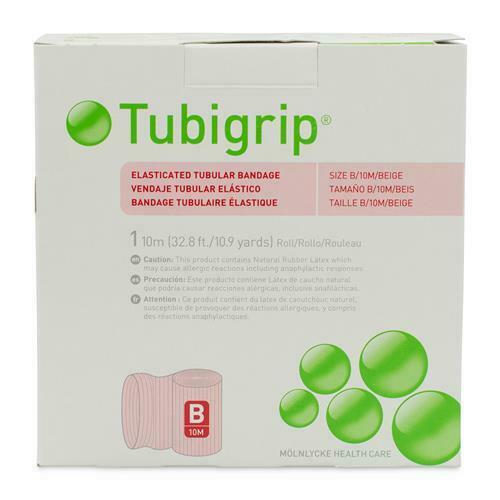 Tubigrip®
ELASTICATED TUBULAR BANDAGE
VENDAJE TUBULAR ELÁSTICO
BANDAGE TUBULAIRE ÉLASTIQUE
SIZE B/10M/BEIGE
TAMAÑO B/10M/BEIS
TAILLE B/10M/BEIGE
1 10m (32.8 ft./10.9 yards) Roll/Rollo/Rouleau
en Caution: This product contains Natural Rubber Latex which
may cause allergic reactions including anaphylactic responses.
es Precaución: Este producto contiene Látex de caucho natural
que podría causar reacciones alérgicas, inclusive anafilácticas.
fr Attention : Ce produit contient du latex de caoutchouc naturel,
susceptible de provoquer des réactions allergiques, y compris
des réactions anaphylactiques.
B
10M
MÖLNLYCKE HEALTH CARE